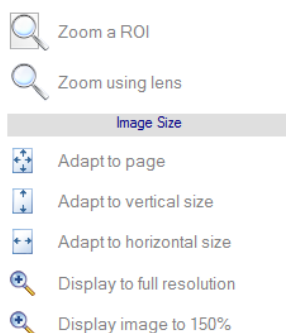 Zoom a ROI
Zoom using lens
Image Size
Adapt to page
Adapt to vertical size
Adapt to horizontal size
Display to full resolution
Display image to 150%